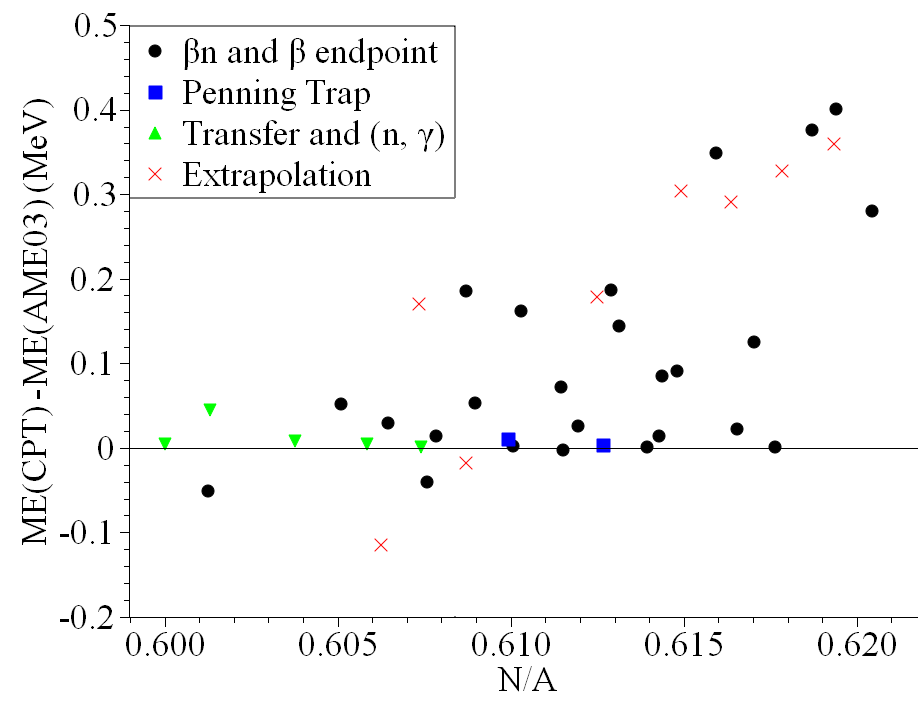 0.5
0.4
0.3
0.2
0.1
0
-0.1
-0.2
ME(CPT)-ME(AME03)(MeV)
βn and β endpoint
Penning Trap
Transfer and (n, γ)
Extrapolation
0.600 0.605 0.610 0.615 0.620
N/A